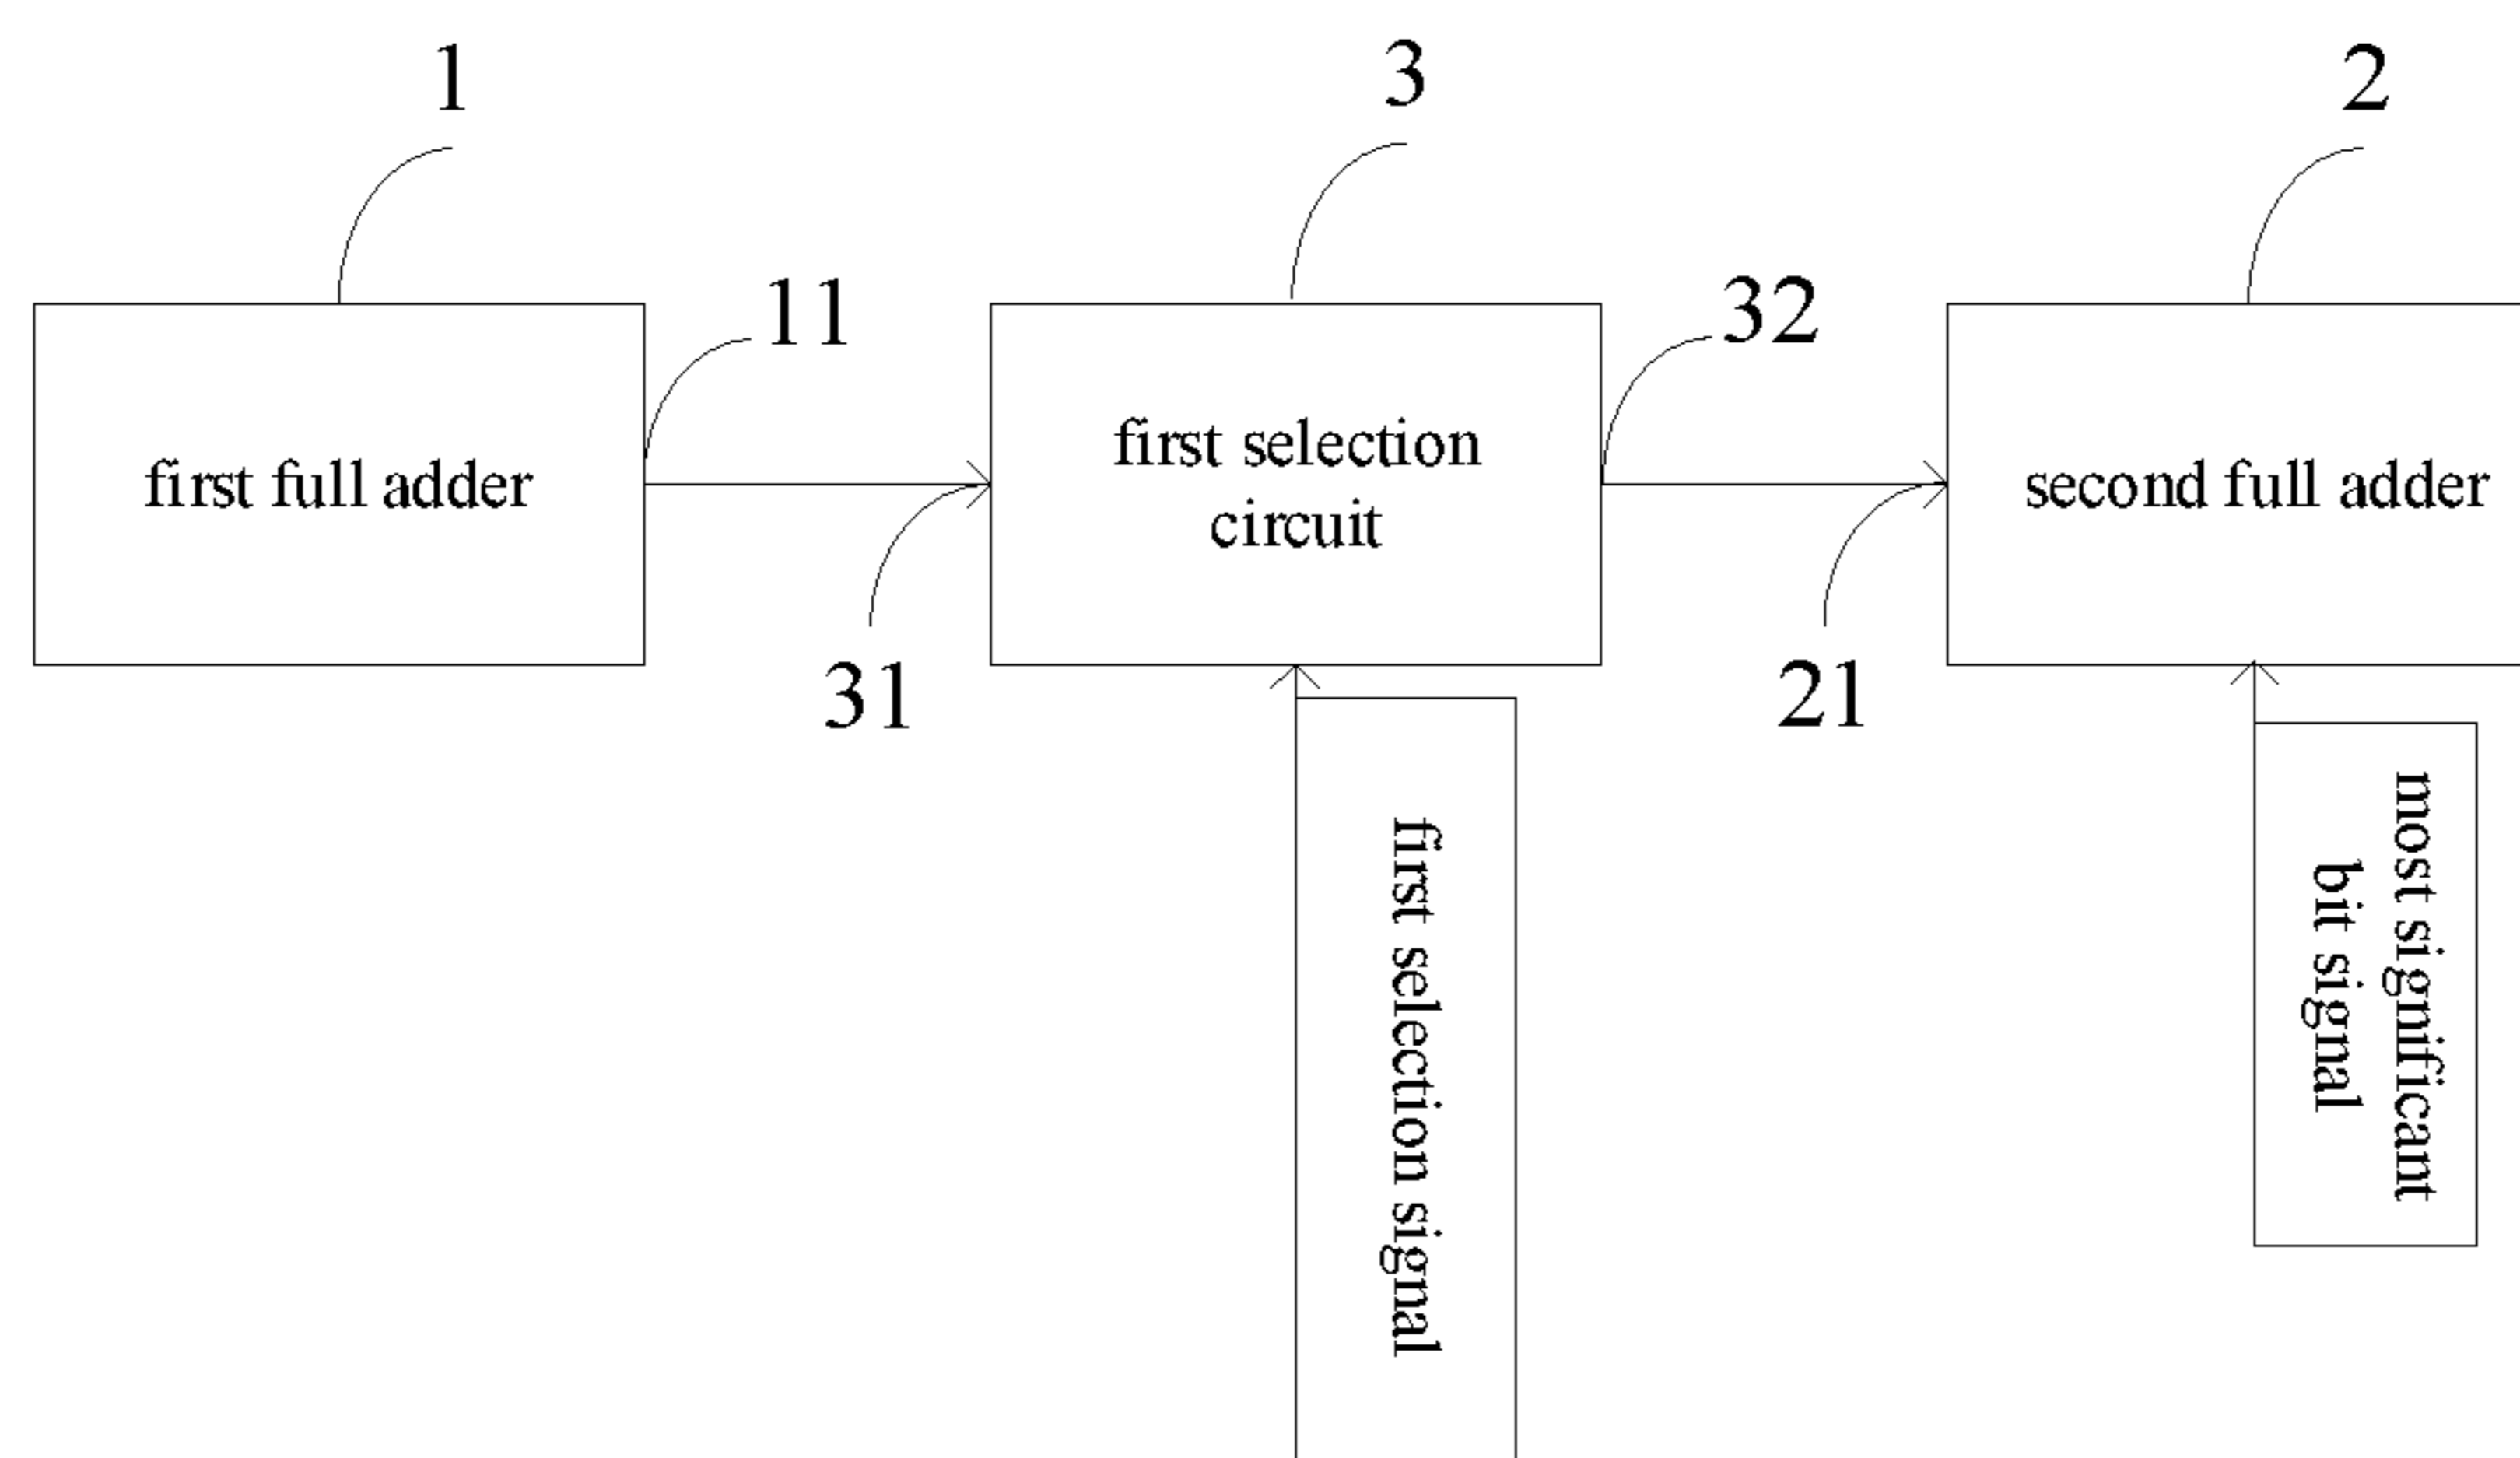 1
3
2
11
32
first full adder
first selection
circuit
second full adder
31
21
first selection signal
most significant
bit signal